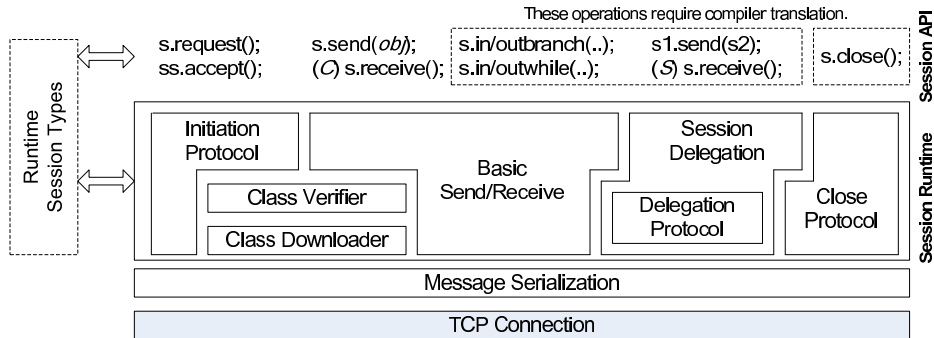 These operations require compiler translation.
s.request();
ss.accept();
s.send(obj);
(C) s.receive();
s.in/outbranch(..);
s.in/outwhile(..);
s1.send(s2);
(S) s.receive();
s.close();
Session API
Runtime
Session Types
Initiation
Protocol
Class Verifier
Class Downloader
Basic
Send/Receive
Session
Delegation
Delegation
Protocol
Close
Protocol
Session Runtime
Message Serialization
TCP Connection